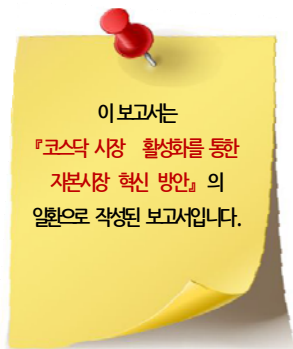 이 보고서는
『코스닥 시장 활성화를 통한
자본시장 혁신 방안』의
일환으로 작성된 보고서입니다.